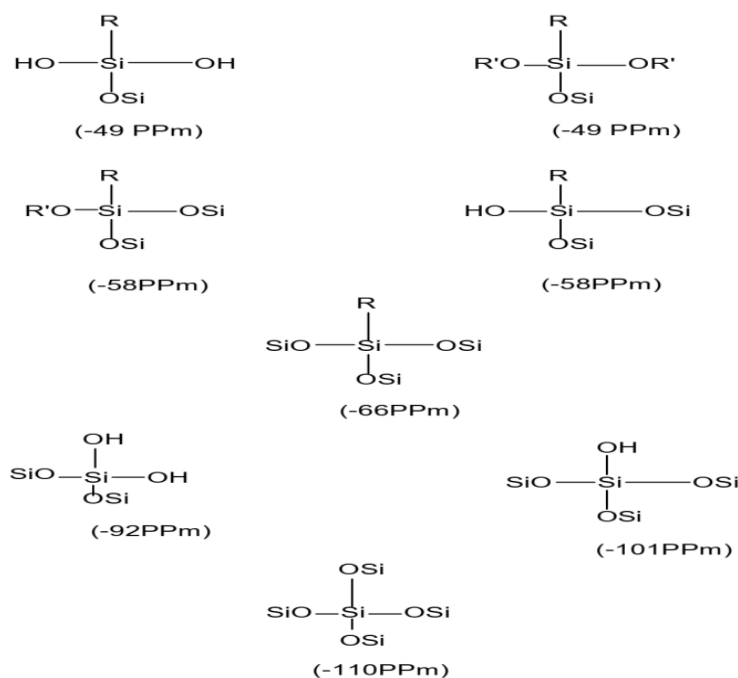 R R
HO Si OH R'O Si OR'
OSi OSi
(-49 PPm) (-49 PPm)
R R
R'O Si OSi HO Si OSi
OSi OSi
(-58PPm) (-58PPm)
R
SiO Si OSi
OSi
(-66PPm)
OH OH
SiO Si OH SiO Si OSi
OSi OSi
(-92PPm) (-101PPm)
OSi
SiO Si OSi
OSi
(-110PPm)